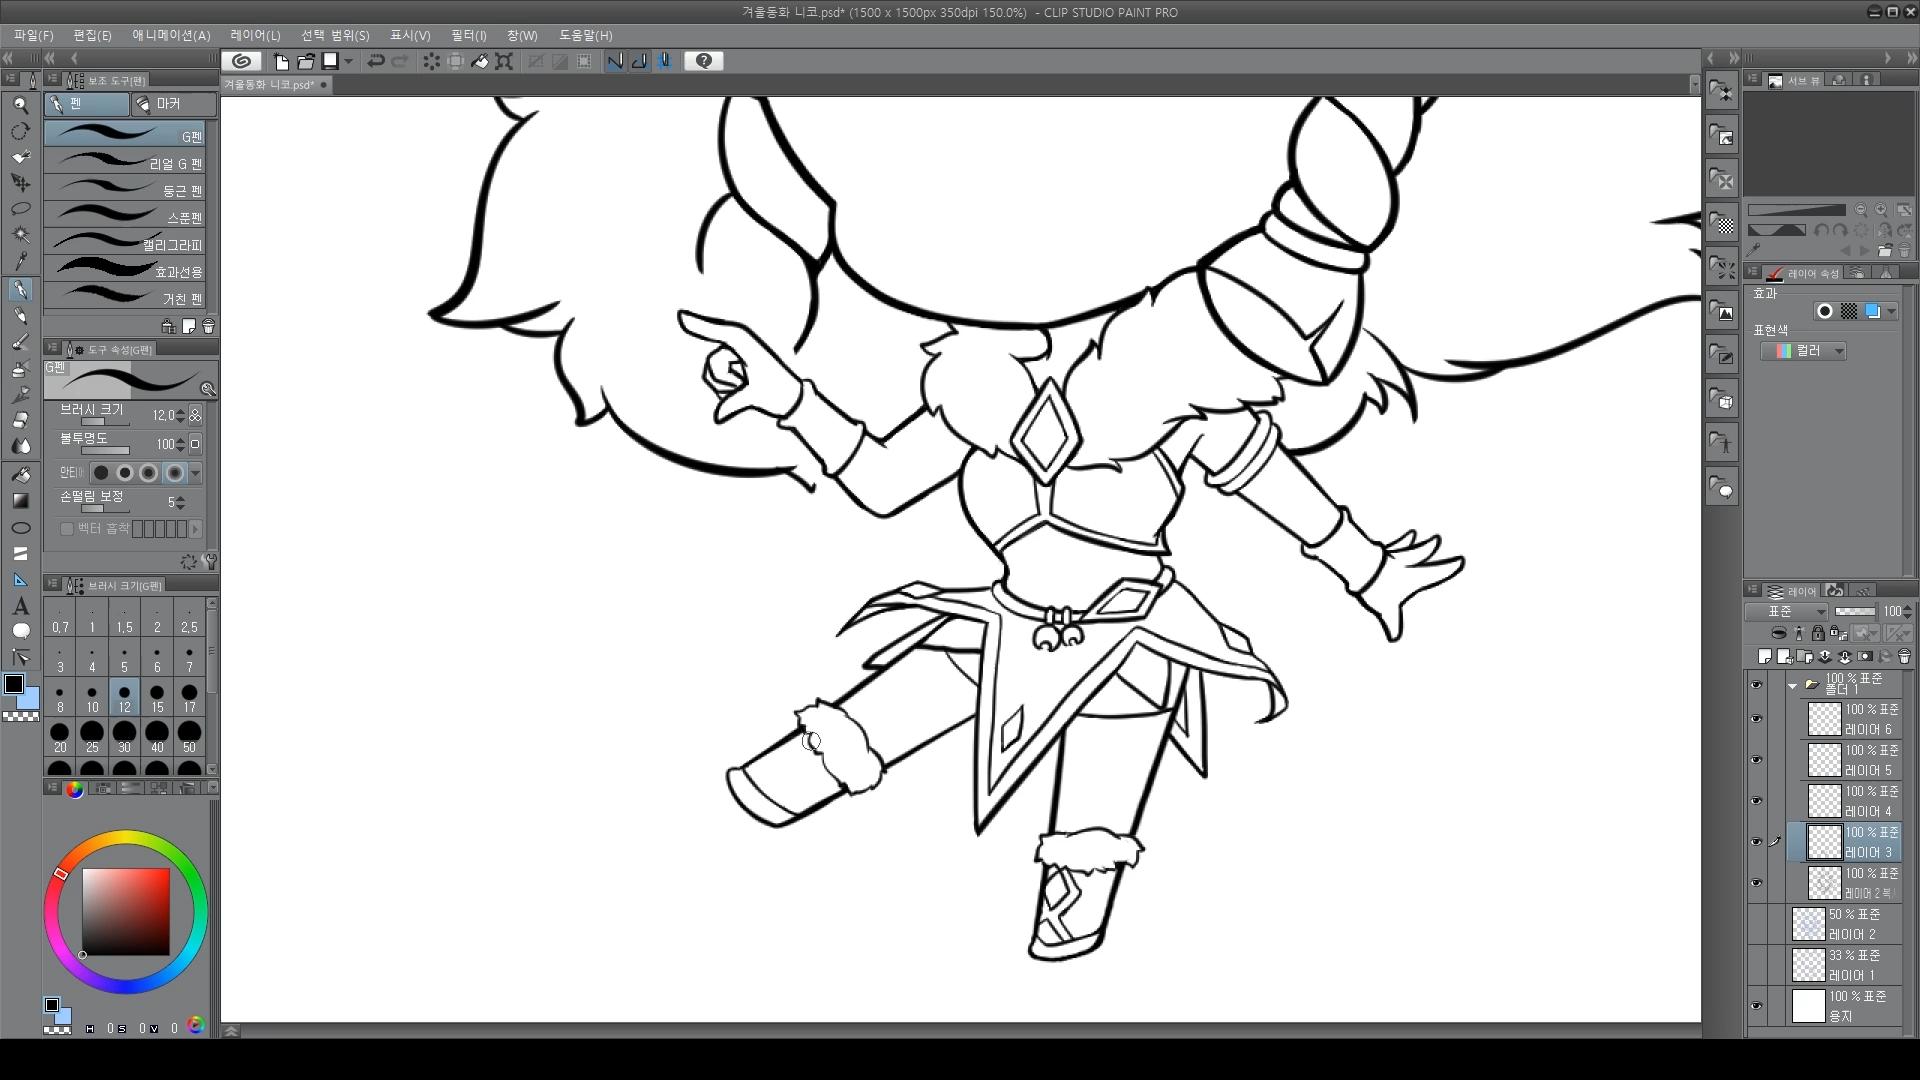 겨울동화 니코.psd* (1500 x 1500px 350dpi 150.0%) - CLIP STUDIO PAINT PRO
파일(F) 편집(E) 애니메이션(A) 레이어(L) 선택 범위(S) 표시(V) 필터(I) 창(W) 도움말(H)
보조 도구[펜]
겨울동화 니코.psd*
서브 뷰
펜 마커
G펜
리얼 G 펜
둥근 펜
스푼펜
캘리그라피
효과선용
거친 펜
도구 속성[G펜]
G펜
브러시 크기 12.0
불투명도 100
손떨림 보정 5
벡터 흡착
브러시 크기[G펜]
0.7 1 1.5 2 2.5
3 4 5 6 7
8 10 12 15 17
20 25 30 40 50
H 0 S 0 V 0
레이어 속성
효과
표현색
컬러
레이어
표준 100
100 % 표준
폴더 1
100 % 표준
레이어 6
100 % 표준
레이어 5
100 % 표준
레이어 4
100 % 표준
레이어 3
100 % 표준
레이어 2 복
50 % 표준
레이어 2
33 % 표준
레이어 1
100 % 표준
용지